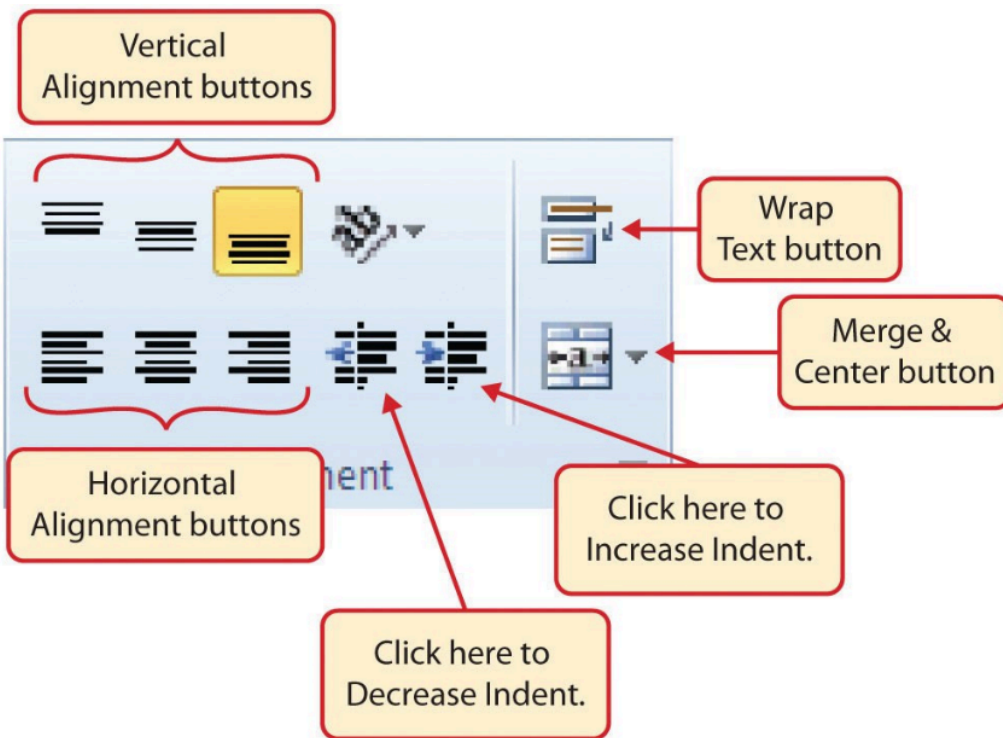 Vertical
Alignment buttons
Wrap
Text button
a
Merge &
Center button
Horizontal
Alignment buttons
Click here to
Increase Indent.
Click here to
Decrease Indent.